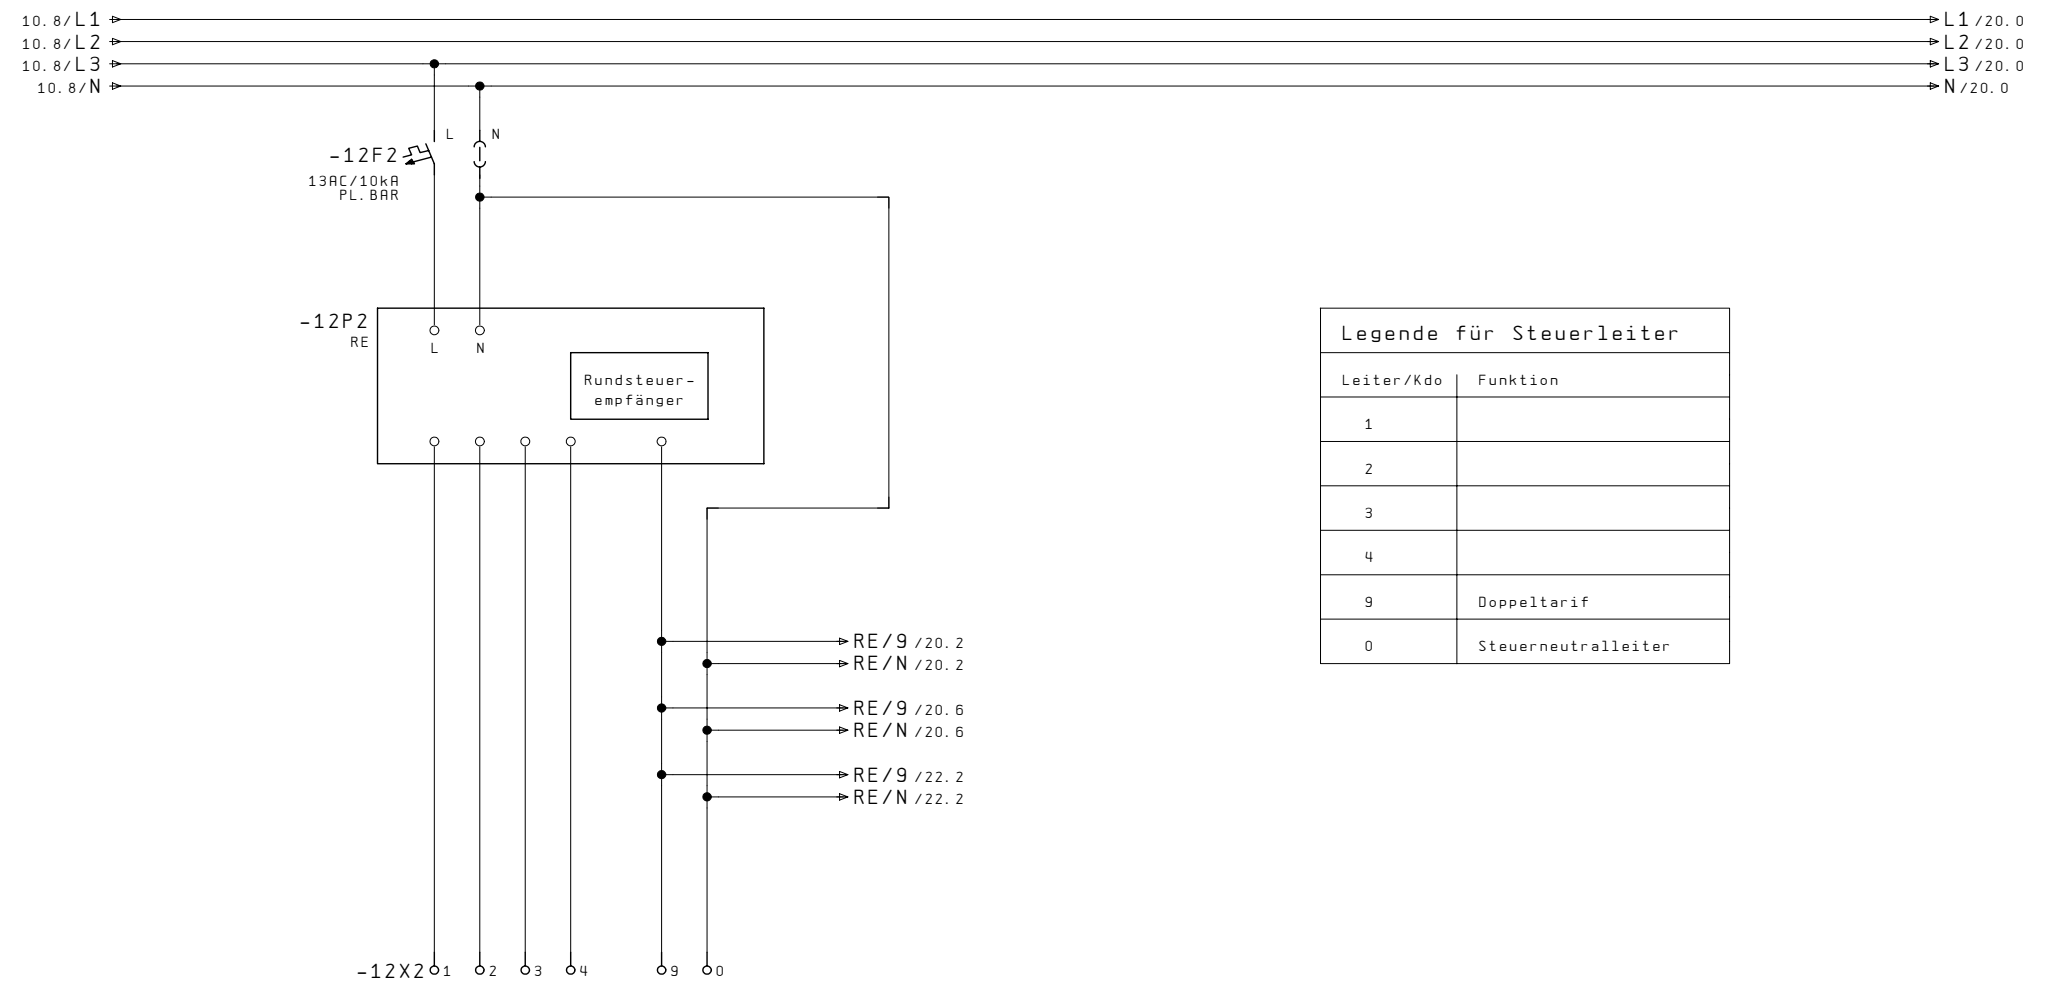 10.8/L1 L1/20.0
10.8/L2 L2/20.0
10.8/L3 L3/20.0
10.8/N N/20.0
L N
-12F2
13AC/10kA
PL.BAR
-12P2
RE
L N
Rundsteuer-
empfänger
RE/9/20.2
RE/N/20.2
RE/9/20.6
RE/N/20.6
RE/9/22.2
RE/N/22.2
-12X2 1 2 3 4 9 0
Legende für Steuerleiter
Leiter/Kdo Funktion
1
2
3
4
9 Doppeltarif
0 Steuerneutralleiter